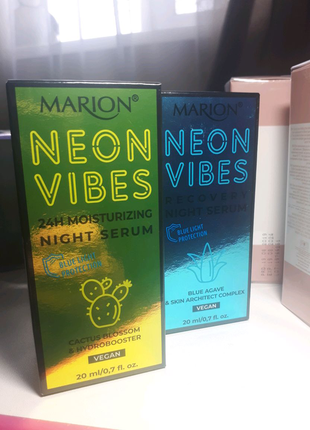 MARION®
NEON
VIBES
24H MOISTURIZING
NIGHT SERUM
BLUE LIGHT
PROTECTION
CACTUS BLOSSOM
& HYDROBOOSTER
VEGAN
20 ml/0,7 fl. oz.
MARION®
NEON
VIBES
RECOVERY
NIGHT SERUM
BLUE LIGHT
PROTECTION
BLUE AGAVE
& SKIN ARCHITECT COMPLEX
VEGAN
20 ml/0,7 fl. oz.